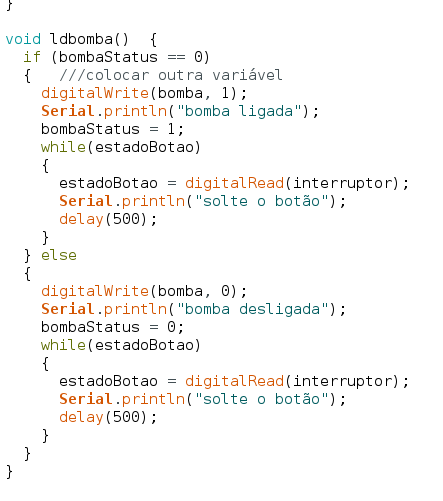 }
void ldbomba()  {
  if (bombaStatus == 0)
  {   ///colocar outra variável
    digitalWrite(bomba, 1);
    Serial.println("bomba ligada");
    bombaStatus = 1;
    while(estadoBotao)
    {
      estadoBotao = digitalRead(interruptor);
      Serial.println("solte o botão");
      delay(500);
    }
  } else
  {
    digitalWrite(bomba, 0);
    Serial.println("bomba desligada");
    bombaStatus = 0;
    while(estadoBotao)
    {
      estadoBotao = digitalRead(interruptor);
      Serial.println("solte o botão");
      delay(500);
    }
  }
}